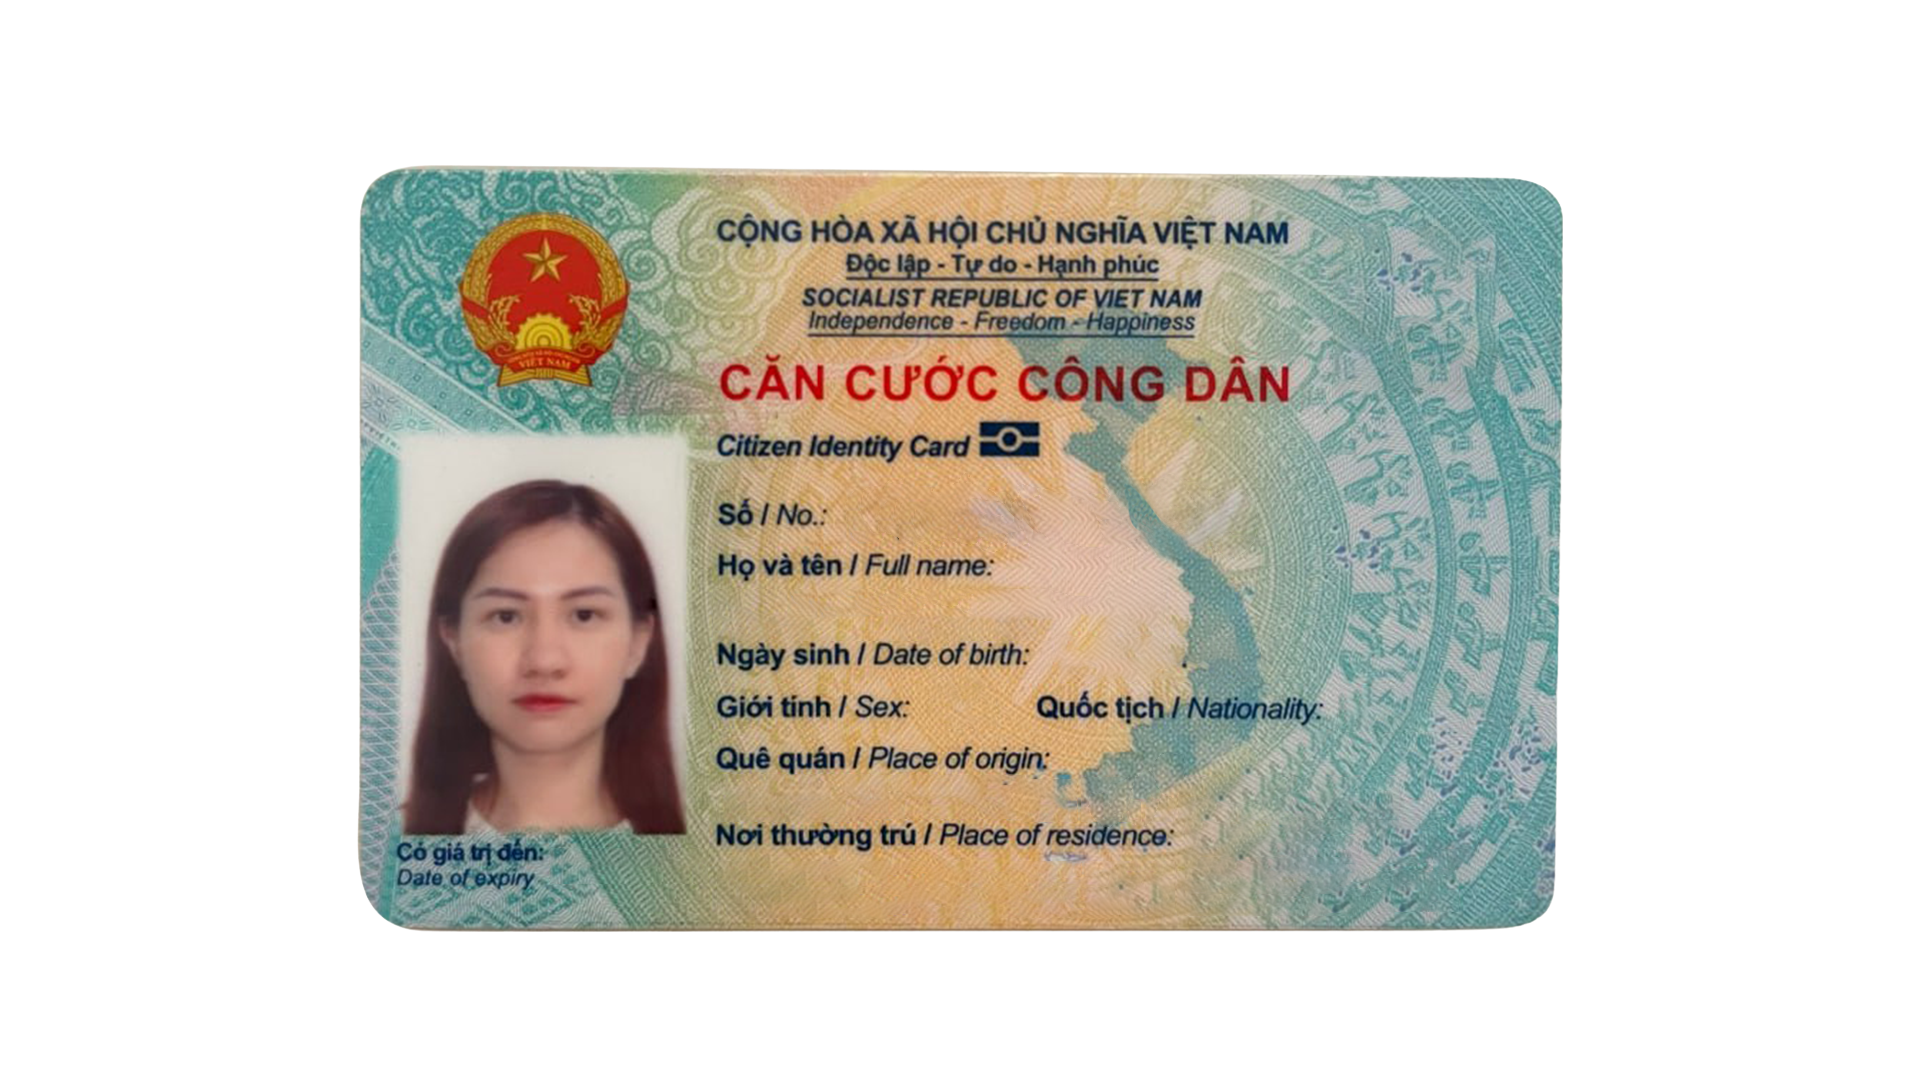 CỘNG HÒA XÃ HỘI CHỦ NGHĨA VIỆT NAM
Độc lập - Tự do - Hạnh phúc
SOCIALIST REPUBLIC OF VIET NAM
Independence - Freedom - Happiness
VIỆT NAM
CĂN CƯỚC CÔNG DÂN
Citizen Identity Card
Số / No.:
Họ và tên / Full name:
Ngày sinh / Date of birth:
Giới tính / Sex: Quốc tịch / Nationality:
Quê quán / Place of origin:
Nơi thường trú / Place of residence:
Có giá trị đến:
Date of expiry